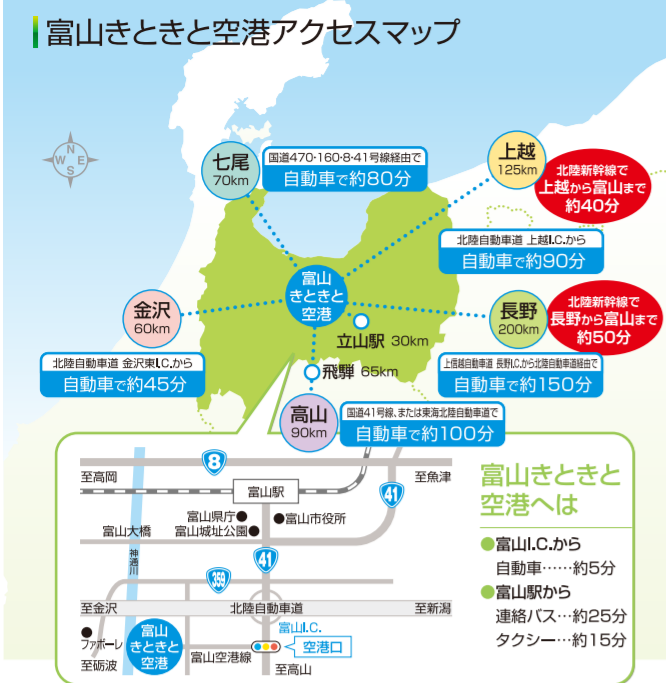 富山きときと空港アクセスマップ
N
W E
S
七尾
70km
国道470・160・8・41号線経由で
自動車で約80分
上越
125km
北陸新幹線で
上越から富山まで
約40分
北陸自動車道 上越I.C.から
自動車で約90分
富山
きときと
空港
金沢
60km
北陸自動車道 金沢東I.C.から
自動車で約45分
長野
200km
北陸新幹線で
長野から富山まで
約50分
上信越自動車道 長野I.C.から北陸自動車道経由で
自動車で約150分
立山駅 30km
飛騨 65km
高山
90km
国道41号線、または東海北陸自動車道で
自動車で約100分
8
至高岡
富山駅
至魚津
41
富山県庁
富山市役所
富山大橋
富山城址公園
神通川
41
359
至金沢
北陸自動車道
至新潟
ファボーレ
富山
きときと
空港
富山I.C.
空港口
富山空港線
至砺波
至高山
富山きときと
空港へは
●富山I.C.から
自動車……約5分
●富山駅から
連絡バス…約25分
タクシー…約15分